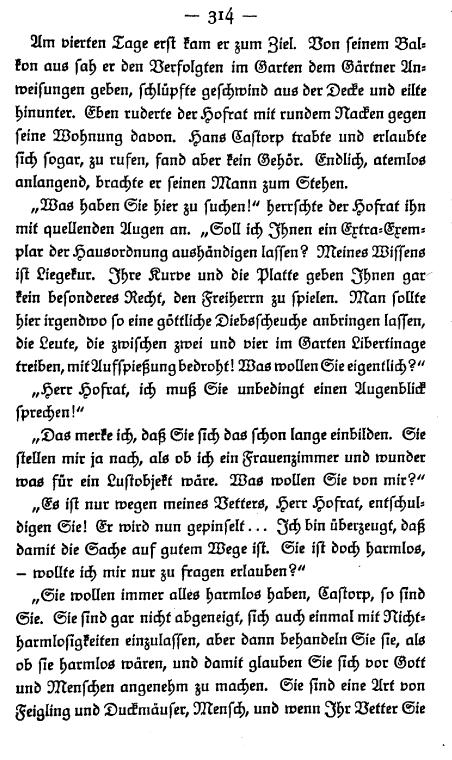 — 314 —
Am vierten Tage erst kam er zum Ziel. Von seinem Bal-
kon aus sah er den Verfolgten im Garten dem Gärtner An-
weisungen geben, schlüpfte geschwind aus der Decke und eilte
hinunter. Eben ruderte der Hofrat mit rundem Nacken gegen
seine Wohnung davon. Hans Castorp trabte und erlaubte
sich sogar, zu rufen, fand aber kein Gehör. Endlich, atemlos
anlangend, brachte er seinen Mann zum Stehen.
„Was haben Sie hier zu suchen!“ herrschte der Hofrat ihn
mit quellenden Augen an. „Soll ich Ihnen ein Extra-Exem-
plar der Hausordnung aushändigen lassen? Meines Wissens
ist Liegekur. Ihre Kurve und die Platte geben Ihnen gar
kein besonderes Recht, den Freiherrn zu spielen. Man sollte
hier irgendwo so eine göttliche Diebsscheuche anbringen lassen,
die Leute, die zwischen zwei und vier im Garten Libertinage
treiben, mit Aufspießung bedroht! Was wollen Sie eigentlich?“
„Herr Hofrat, ich muß Sie unbedingt einen Augenblick
sprechen!“
„Das merke ich, daß Sie sich das schon lange einbilden. Sie
stellen mir ja nach, als ob ich ein Frauenzimmer und wunder
was für ein Lustobjekt wäre. Was wollen Sie von mir?“
„Es ist nur wegen meines Vetters, Herr Hofrat, entschul-
digen Sie! Er wird nun gepinselt... Ich bin überzeugt, daß
damit die Sache auf gutem Wege ist. Sie ist doch harmlos,
– wollte ich mir nur zu fragen erlauben?“
„Sie wollen immer alles harmlos haben, Castorp, so sind
Sie. Sie sind gar nicht abgeneigt, sich auch einmal mit Nicht-
harmlosigkeiten einzulassen, aber dann behandeln Sie sie, als
ob sie harmlos wären, und damit glauben Sie sich vor Gott
und Menschen angenehm zu machen. Sie sind eine Art von
Feigling und Duckmäuser, Mensch, und wenn Ihr Vetter Sie